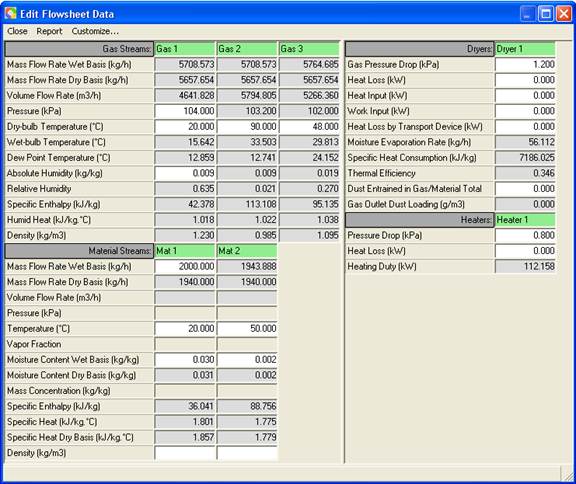 Edit Flowsheet Data
Close Report Customize...
Gas Streams: Gas 1 Gas 2 Gas 3
Mass Flow Rate Wet Basis (kg/h) 5708.573 5708.573 5764.685
Mass Flow Rate Dry Basis (kg/h) 5657.654 5657.654 5657.654
Volume Flow Rate (m3/h) 4641.828 5794.805 5266.360
Pressure (kPa) 104.000 103.200 102.000
Dry-bulb Temperature (°C) 20.000 90.000 48.000
Wet-bulb Temperature (°C) 15.642 33.503 29.813
Dew Point Temperature (°C) 12.859 12.741 24.152
Absolute Humidity (kg/kg) 0.009 0.009 0.019
Relative Humidity 0.635 0.021 0.270
Specific Enthalpy (kJ/kg) 42.378 113.108 95.135
Humid Heat (kJ/kg.°C) 1.018 1.022 1.038
Density (kg/m3) 1.230 0.985 1.095
Material Streams: Mat 1 Mat 2
Mass Flow Rate Wet Basis (kg/h) 2000.000 1943.888
Mass Flow Rate Dry Basis (kg/h) 1940.000 1940.000
Volume Flow Rate (m3/h)
Pressure (kPa)
Temperature (°C) 20.000 50.000
Vapor Fraction
Moisture Content Wet Basis (kg/kg) 0.030 0.002
Moisture Content Dry Basis (kg/kg) 0.031 0.002
Mass Concentration (kg/kg)
Specific Enthalpy (kJ/kg) 36.041 88.756
Specific Heat (kJ/kg.°C) 1.801 1.775
Specific Heat Dry Basis (kJ/kg.°C) 1.857 1.779
Density (kg/m3)
Dryers: Dryer 1
Gas Pressure Drop (kPa) 1.200
Heat Loss (kW) 0.000
Heat Input (kW) 0.000
Work Input (kW) 0.000
Heat Loss by Transport Device (kW) 0.000
Moisture Evaporation Rate (kg/h) 56.112
Specific Heat Consumption (kJ/kg) 7186.025
Thermal Efficiency 0.346
Dust Entrained in Gas/Material Total 0.000
Gas Outlet Dust Loading (g/m3) 0.000
Heaters: Heater 1
Pressure Drop (kPa) 0.800
Heat Loss (kW) 0.000
Heating Duty (kW) 112.158